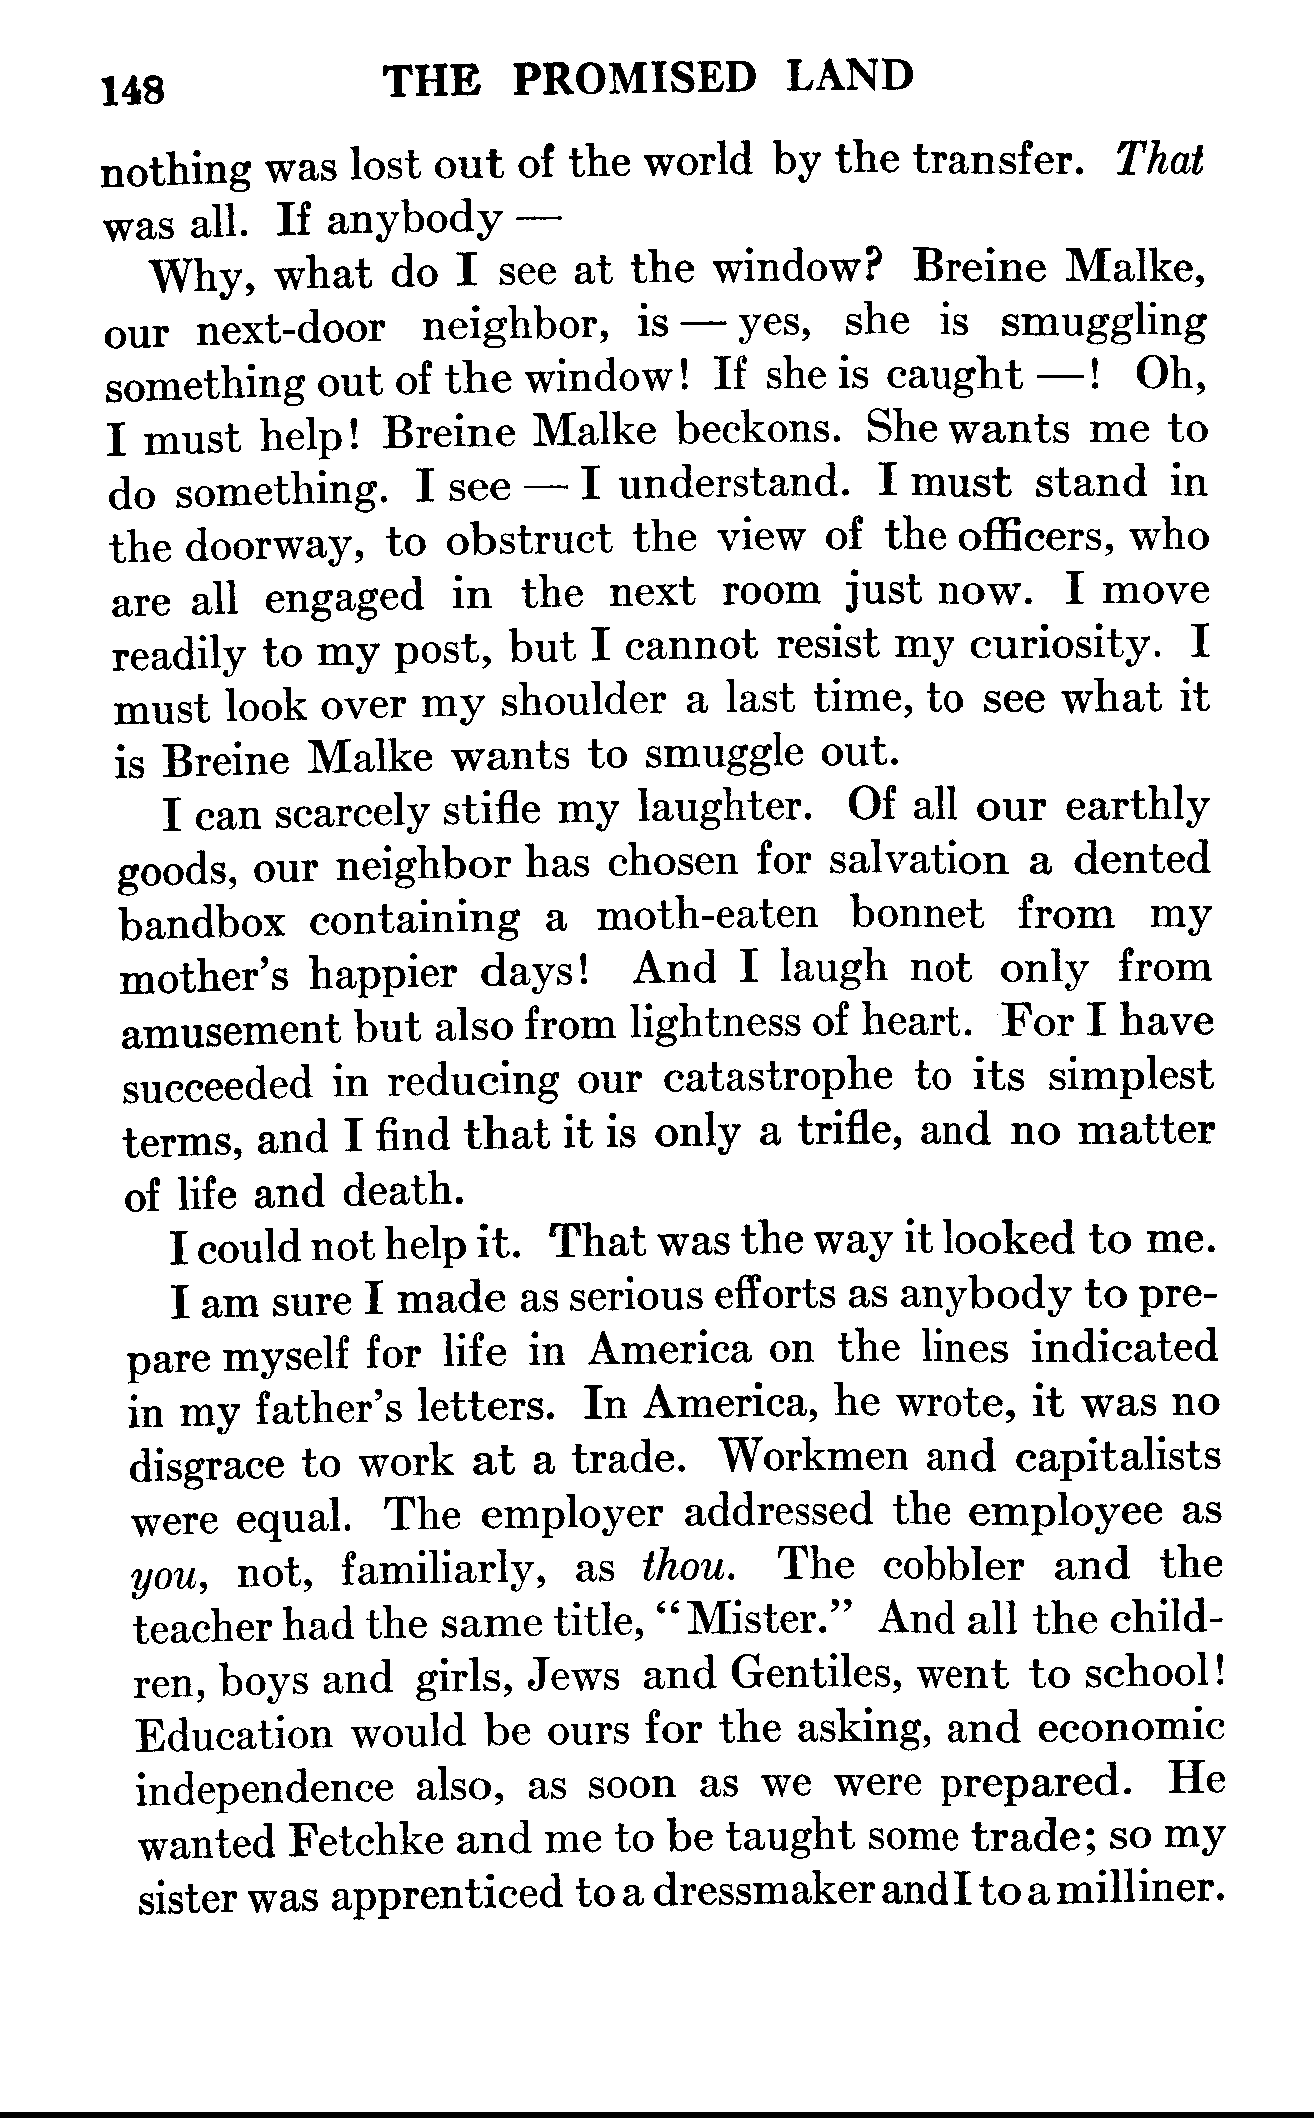 148 THE PROMISED LAND
nothing was lost out of the world by the transfer. That
was all. If anybody —
Why, what do I see at the window? Breine Malke,
our next-door neighbor, is — yes, she is smuggling
something out of the window! If she is caught —! Oh,
I must help! Breine Malke beckons. She wants me to
do something. I see — I understand. I must stand in
the doorway, to obstruct the view of the officers, who
are all engaged in the next room just now. I move
readily to my post, but I cannot resist my curiosity. I
must look over my shoulder a last time, to see what it
is Breine Malke wants to smuggle out.
I can scarcely stifle my laughter. Of all our earthly
goods, our neighbor has chosen for salvation a dented
bandbox containing a moth-eaten bonnet from my
mother's happier days! And I laugh not only from
amusement but also from lightness of heart. For I have
succeeded in reducing our catastrophe to its simplest
terms, and I find that it is only a trifle, and no matter
of life and death.
I could not help it. That was the way it looked to me.
I am sure I made as serious efforts as anybody to pre-
pare myself for life in America on the lines indicated
in my father's letters. In America, he wrote, it was no
disgrace to work at a trade. Workmen and capitalists
were equal. The employer addressed the employee as
you, not, familiarly, as thou. The cobbler and the
teacher had the same title, "Mister." And all the child-
ren, boys and girls, Jews and Gentiles, went to school!
Education would be ours for the asking, and economic
independence also, as soon as we were prepared. He
wanted Fetchke and me to be taught some trade; so my
sister was apprenticed to a dressmaker and I to a milliner.